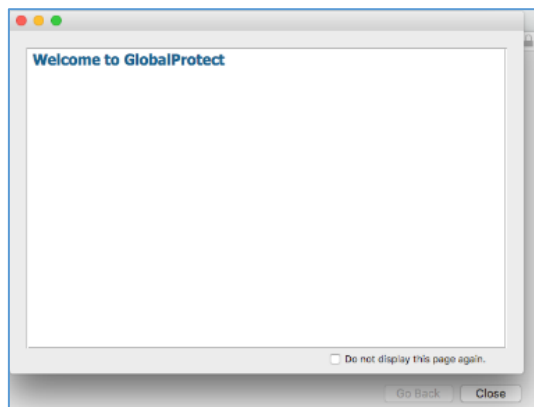 Welcome to GlobalProtect
Do not display this page again.
Go Back
Close